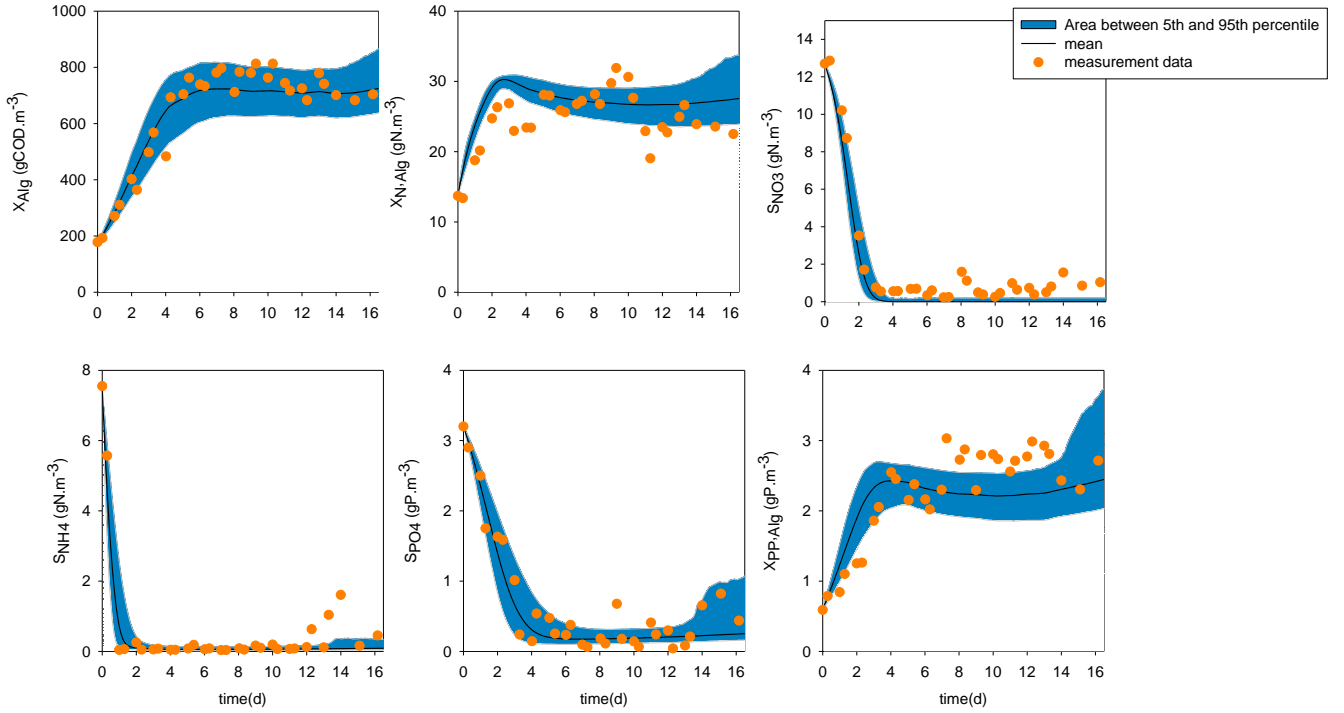 Area between 5th and 95th percentile
mean
measurement data
X_Alg (gCOD.m⁻³)
1000
800
600
400
200
0
0 2 4 6 8 10 12 14 16
X_N,Alg (gN.m⁻³)
40
30
20
10
0
0 2 4 6 8 10 12 14 16
S_NO3 (gN.m⁻³)
14
12
10
8
6
4
2
0
0 2 4 6 8 10 12 14 16
S_NH4 (gN.m⁻³)
8
6
4
2
0
0 2 4 6 8 10 12 14 16
time(d)
S_PO4 (gP.m⁻³)
4
3
2
1
0
0 2 4 6 8 10 12 14 16
time(d)
X_PP,Alg (gP.m⁻³)
4
3
2
1
0
0 2 4 6 8 10 12 14 16
time(d)